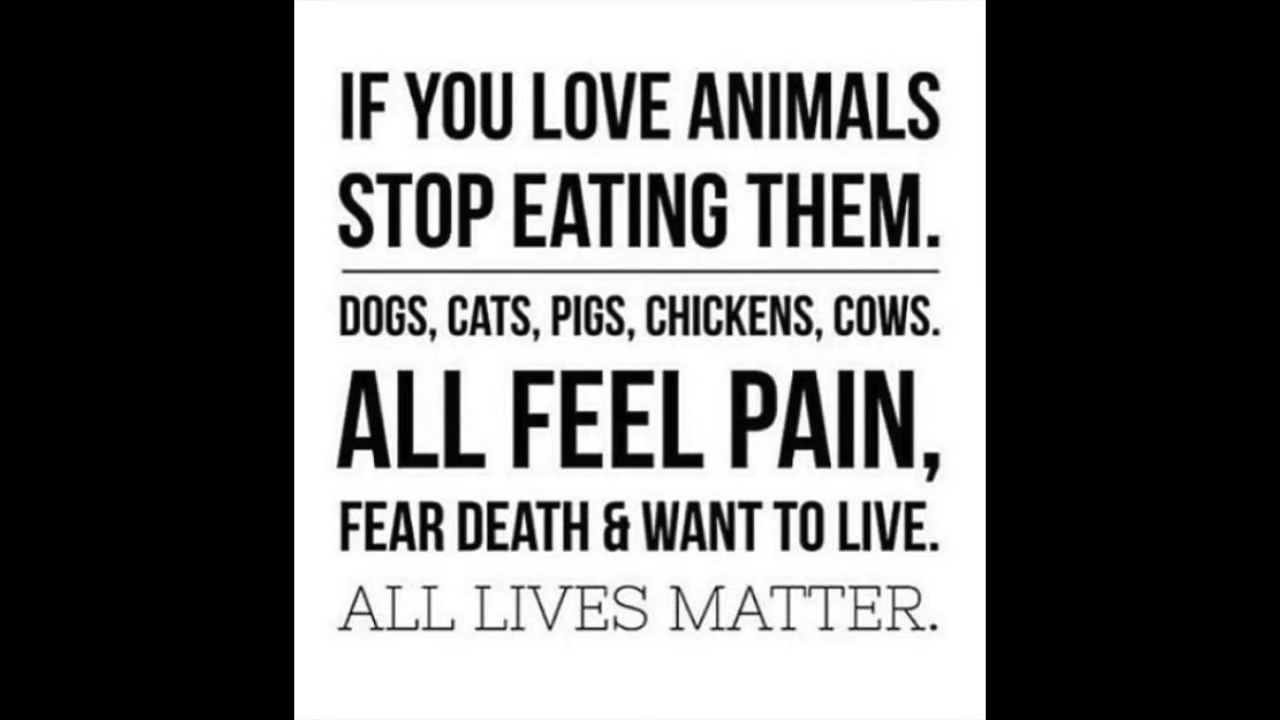 IF YOU LOVE ANIMALS
STOP EATING THEM.
DOGS, CATS, PIGS, CHICKENS, COWS.
ALL FEEL PAIN,
FEAR DEATH & WANT TO LIVE.
ALL LIVES MATTER.